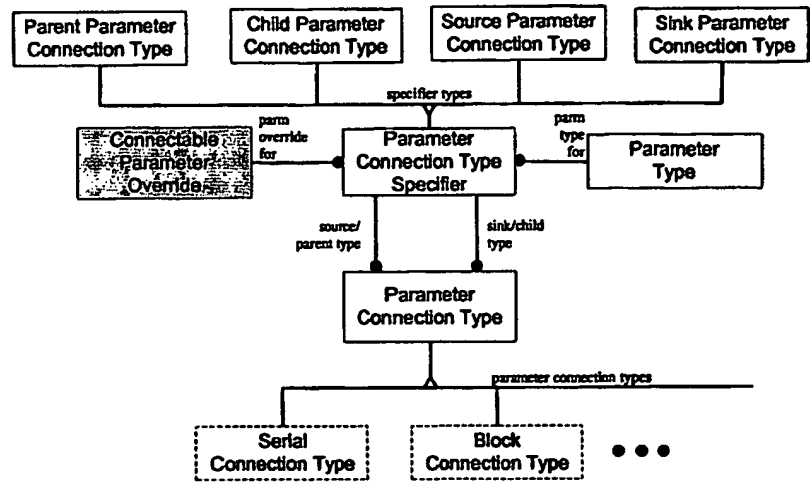 Parent Parameter
Connection Type
Child Parameter
Connection Type
Source Parameter
Connection Type
Sink Parameter
Connection Type
specifier types
parm
override
for
Connectable
Parameter
Override
Parameter
Connection Type
Specifier
parm
type
for
Parameter
Type
source/
parent type
sink/child
type
Parameter
Connection Type
parameter connection types
Serial
Connection Type
Block
Connection Type